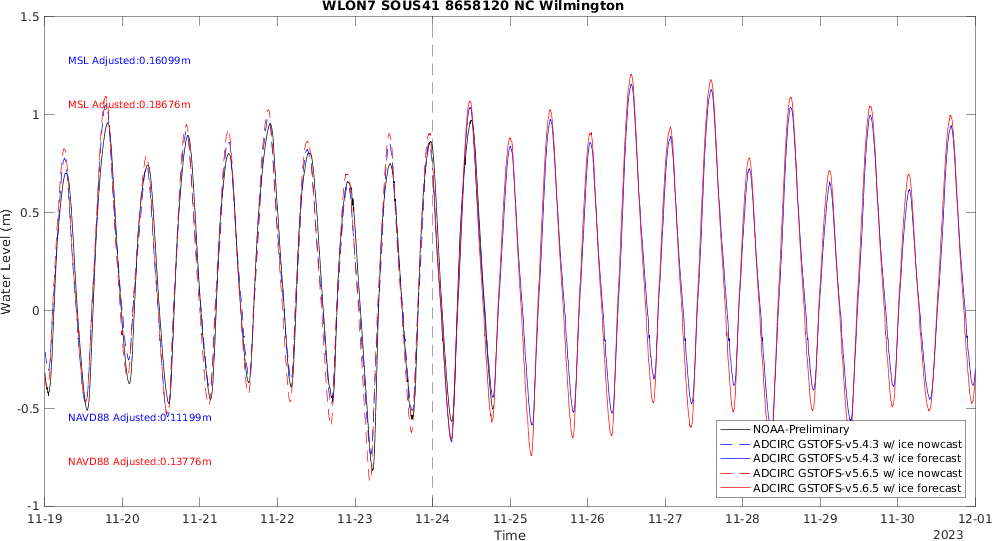 WLON7 SOUS41 8658120 NC Wilmington
1.5
1
0.5
0
-0.5
-1
Water Level (m)
MSL Adjusted:0.16099m
MSL Adjusted:0.18676m
NAVD88 Adjusted:0.11199m
NAVD88 Adjusted:0.13776m
NOAA-Preliminary
ADCIRC GSTOFS-v5.4.3 w/ ice nowcast
ADCIRC GSTOFS-v5.4.3 w/ ice forecast
ADCIRC GSTOFS-v5.6.5 w/ ice nowcast
ADCIRC GSTOFS-v5.6.5 w/ ice forecast
11-19 11-20 11-21 11-22 11-23 11-24 11-25 11-26 11-27 11-28 11-29 11-30 12-01
Time
2023